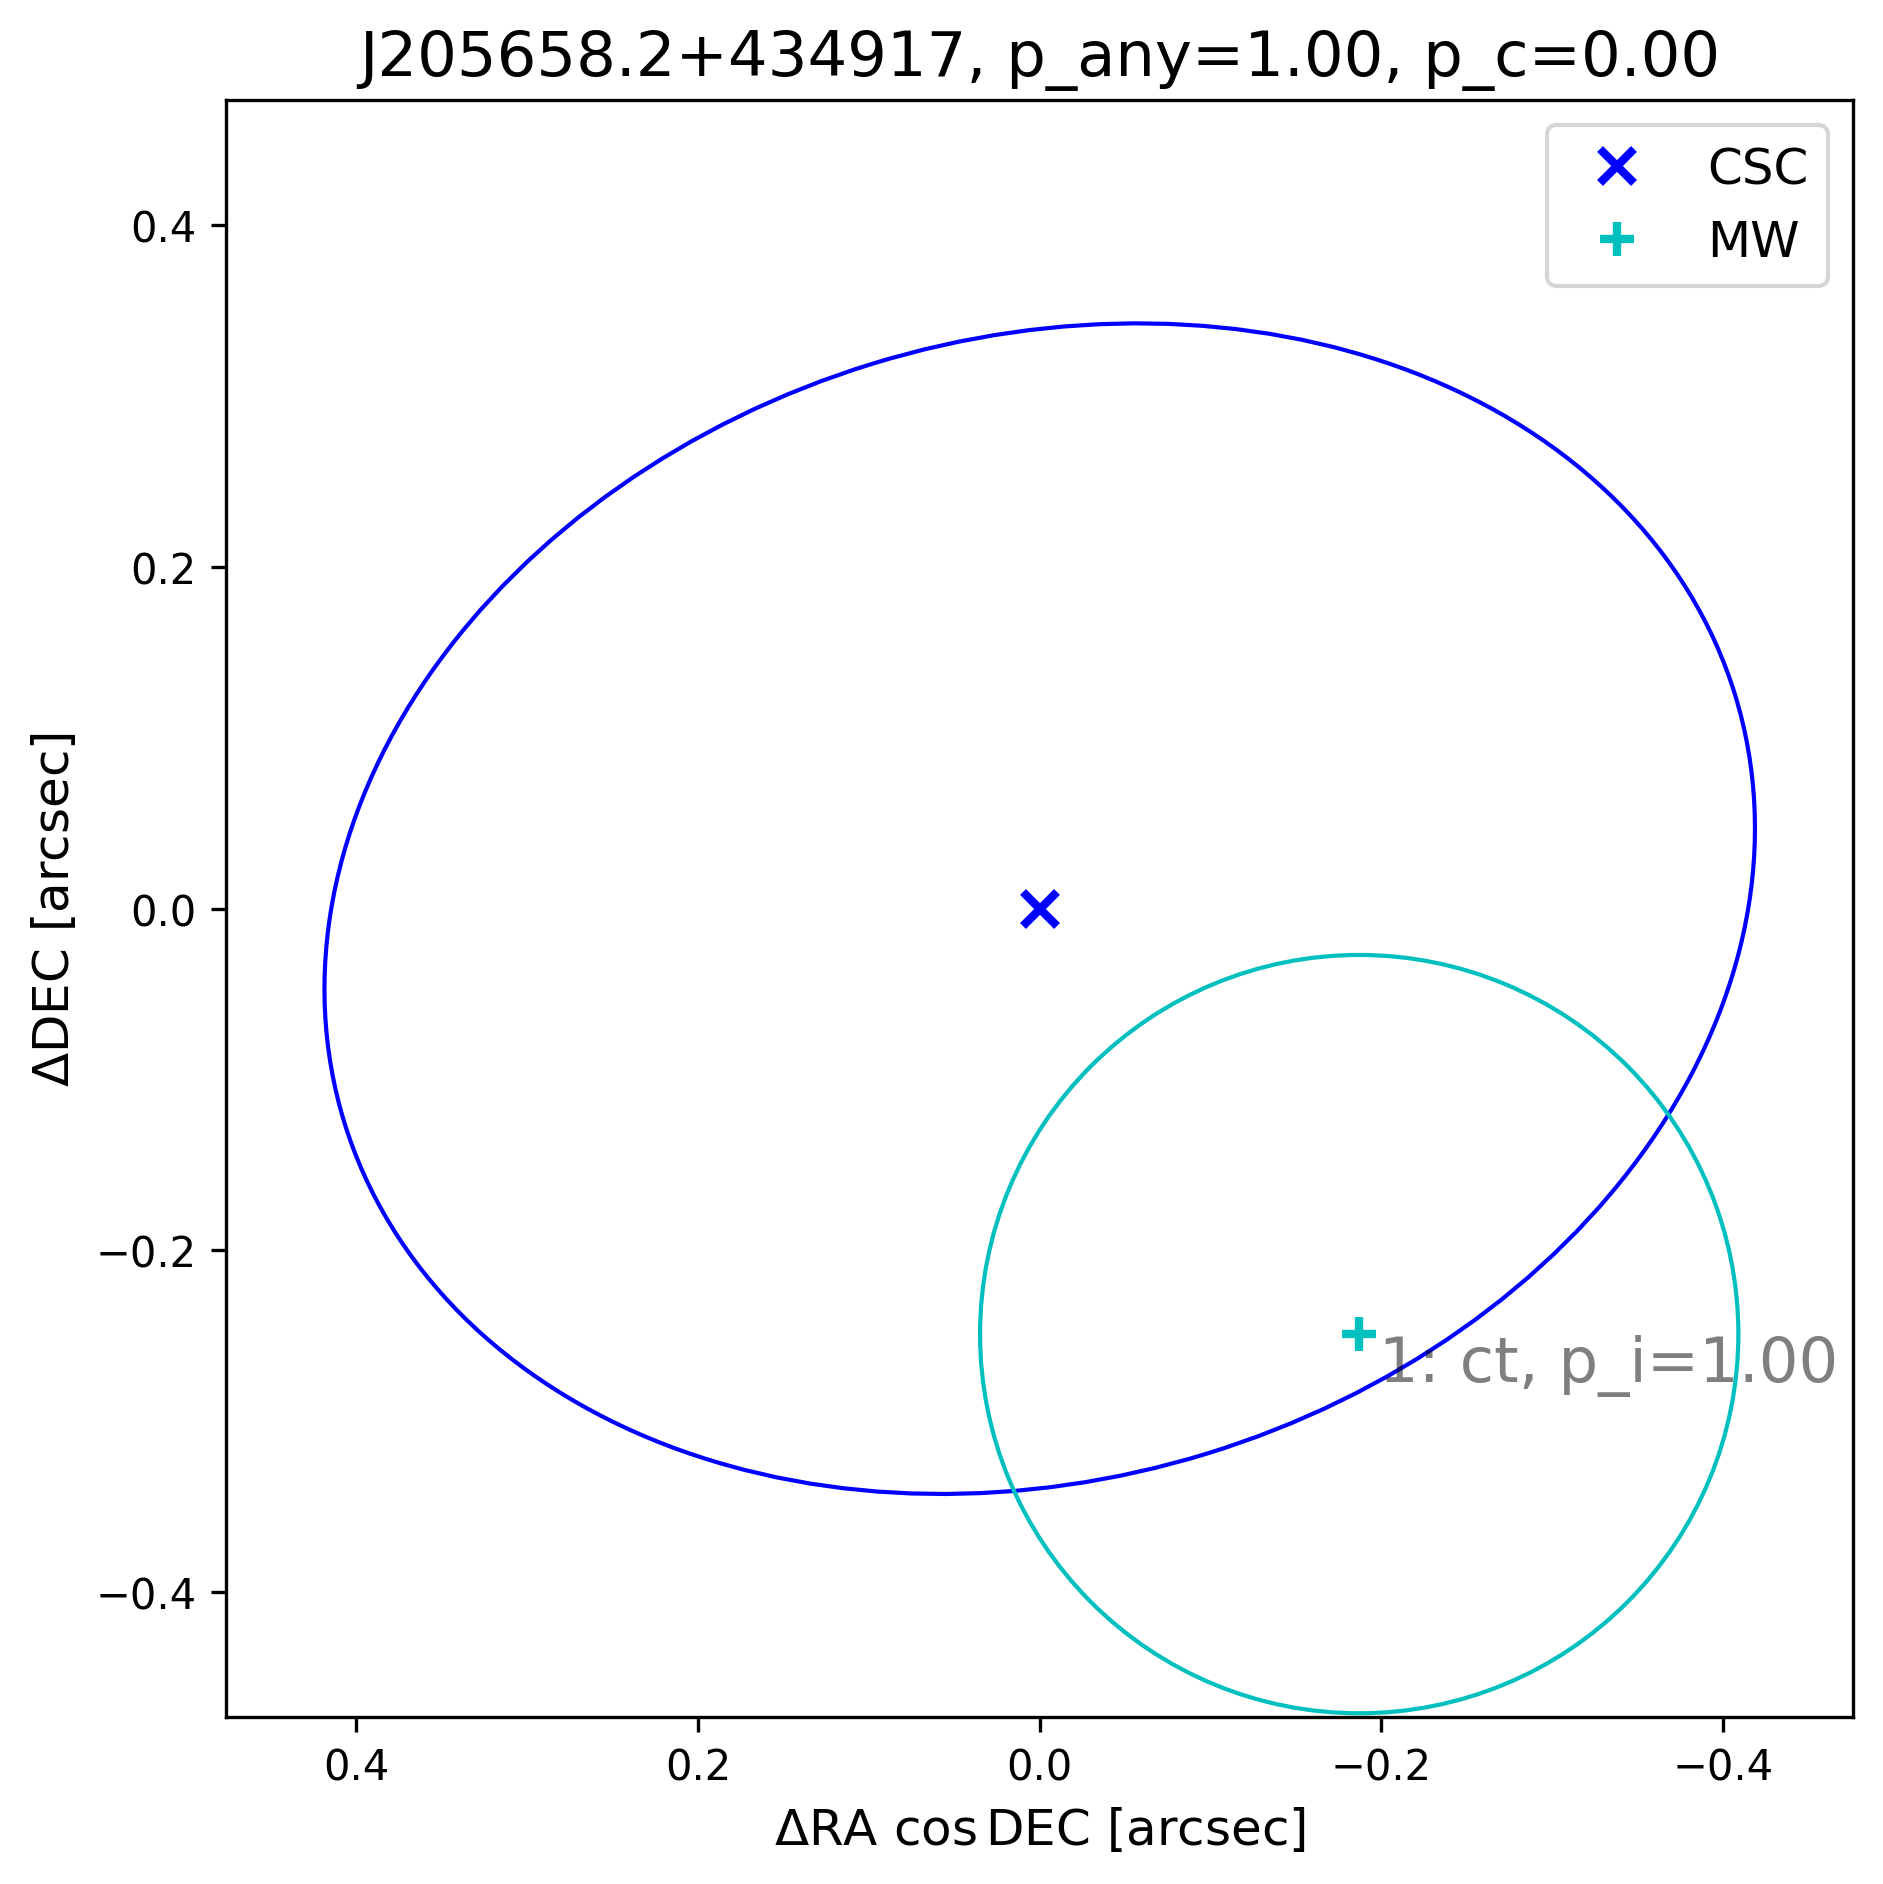 J205658.2+434917, p_any=1.00, p_c=0.00
CSC
MW
0.4
0.2
0.0
−0.2
−0.4
ΔDEC [arcsec]
1: ct, p_i=1.00
0.4
0.2
0.0
−0.2
−0.4
ΔRA cos DEC [arcsec]